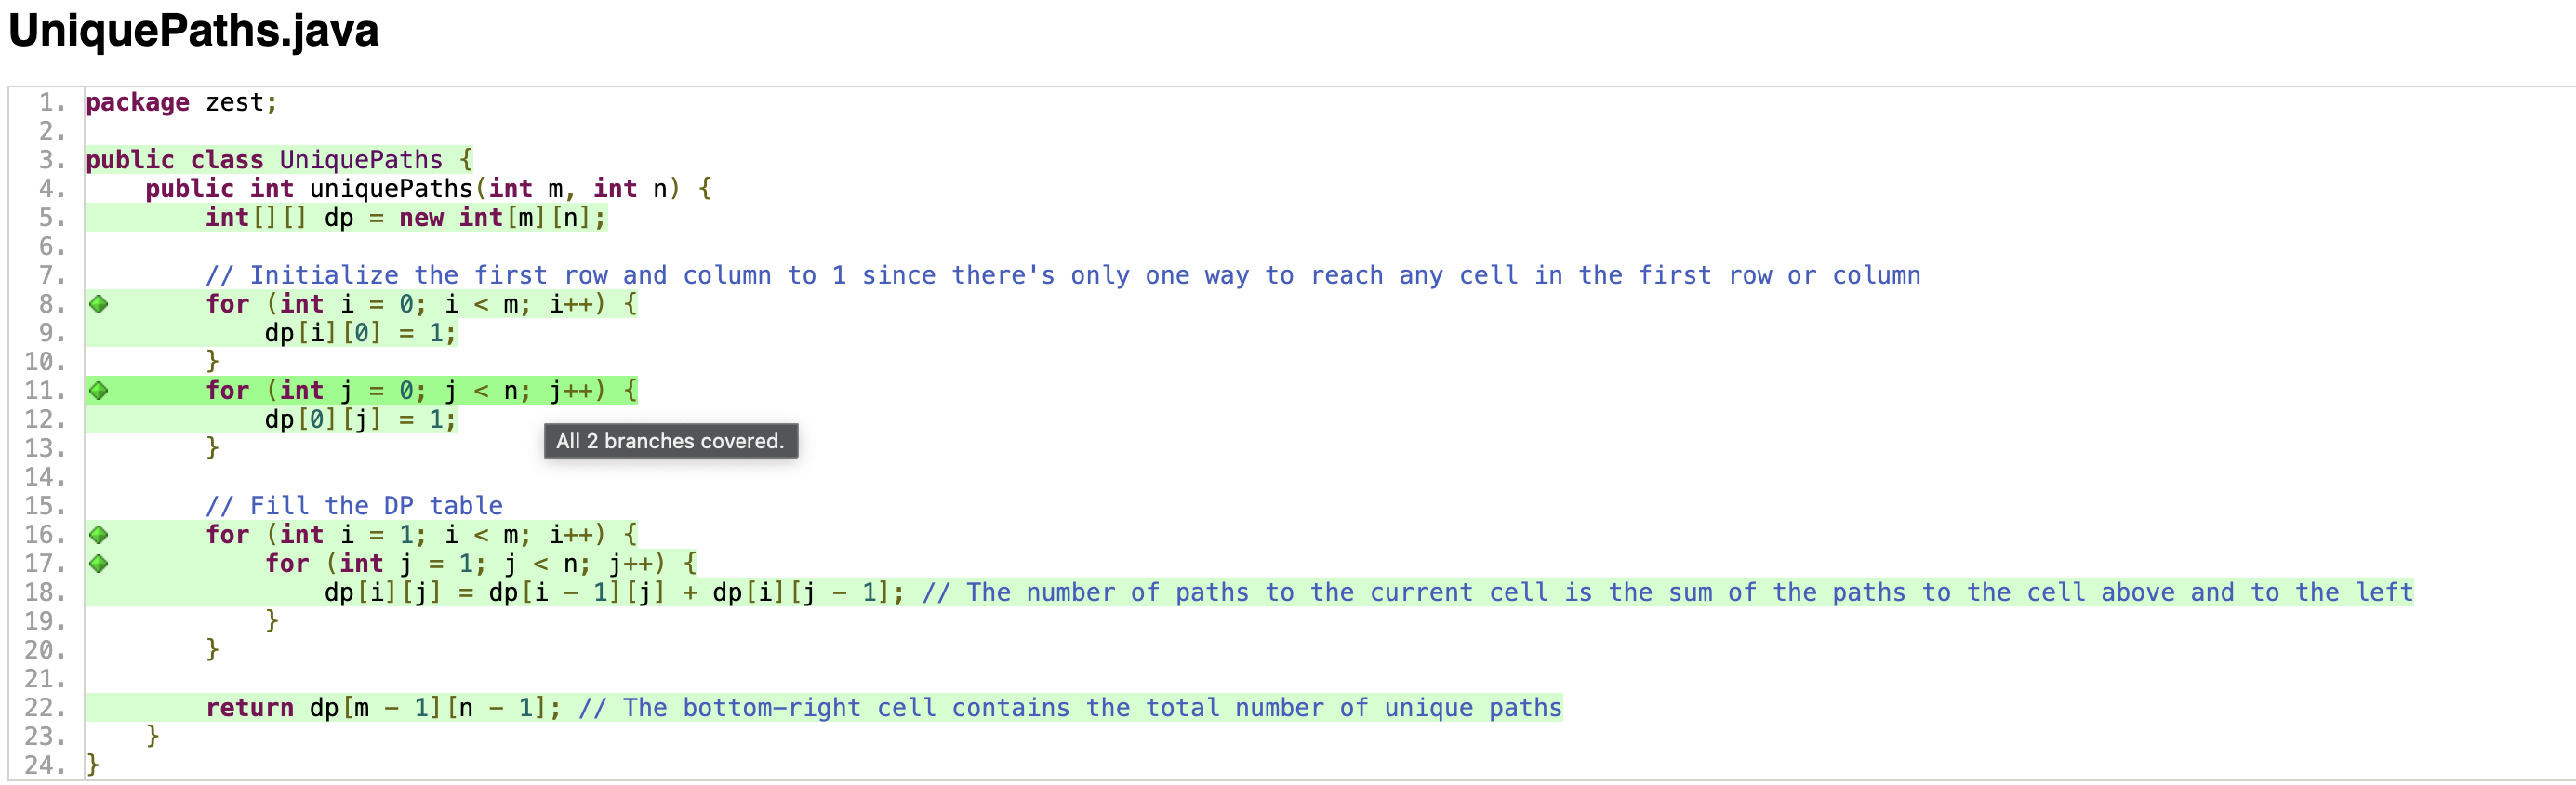 UniquePaths.java
1. package zest;
2.
3. public class UniquePaths {
4.     public int uniquePaths(int m, int n) {
5.         int[][] dp = new int[m][n];
6.
7.         // Initialize the first row and column to 1 since there's only one way to reach any cell in the first row or column
8.         for (int i = 0; i < m; i++) {
9.             dp[i][0] = 1;
10.         }
11.         for (int j = 0; j < n; j++) {
12.             dp[0][j] = 1;
All 2 branches covered.
13.         }
14.
15.         // Fill the DP table
16.         for (int i = 1; i < m; i++) {
17.             for (int j = 1; j < n; j++) {
18.                 dp[i][j] = dp[i - 1][j] + dp[i][j - 1]; // The number of paths to the current cell is the sum of the paths to the cell above and to the left
19.             }
20.         }
21.
22.         return dp[m - 1][n - 1]; // The bottom-right cell contains the total number of unique paths
23.     }
24. }